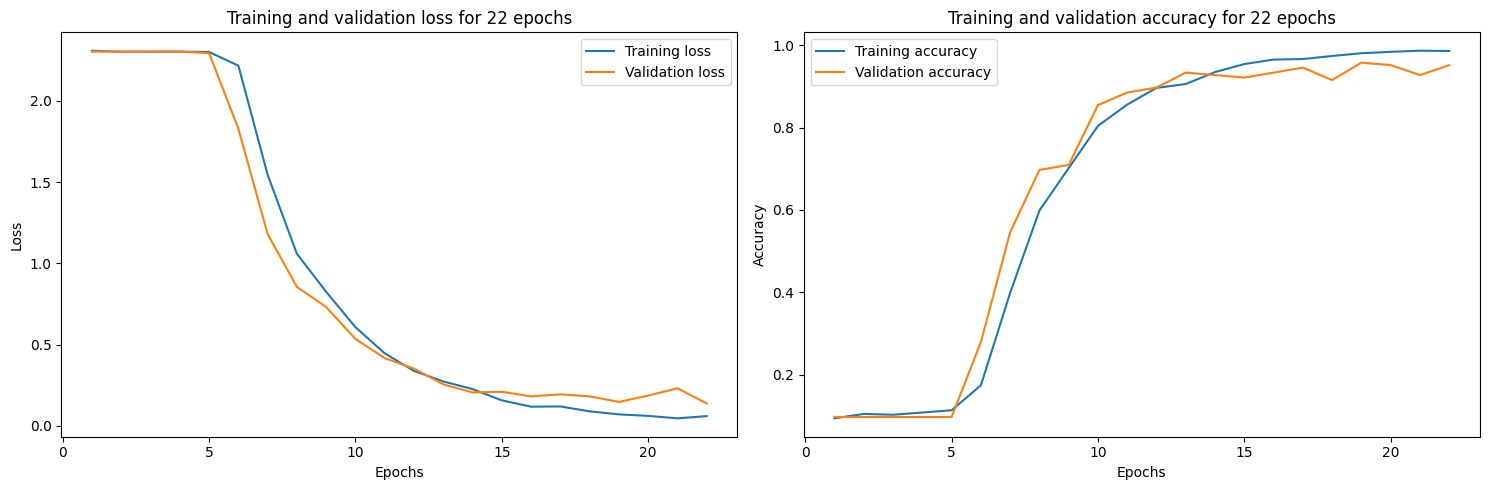 Training and validation loss for 22 epochs
Training loss
Validation loss
2.0
1.5
1.0
0.5
0.0
Loss
0 5 10 15 20
Epochs
Training and validation accuracy for 22 epochs
Training accuracy
Validation accuracy
1.0
0.8
0.6
0.4
0.2
Accuracy
0 5 10 15 20
Epochs